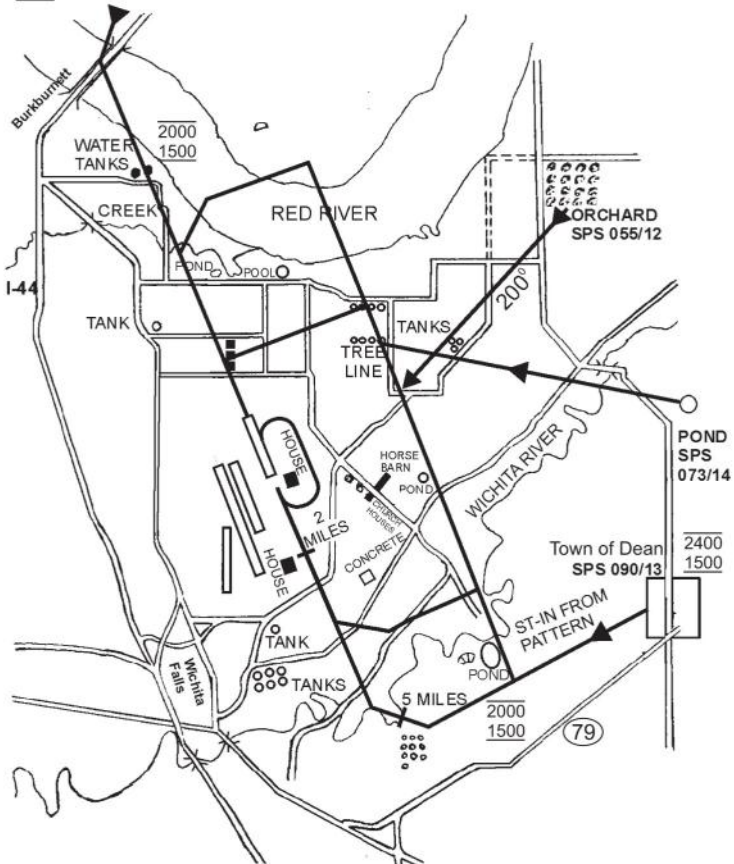 Burkburnett
2000
1500
WATER
TANKS
CREEK
RED RIVER
ORCHARD
SPS 055/12
POND
POOL
I-44
200°
TANK
TANKS
TREE
LINE
POND
SPS
073/14
HOUSE
HORSE
BARN
POND
WICHITA RIVER
CHURCH
HOUSES
2
MILES
CONCRETE
HOUSE
Town of Dean
SPS 090/13
2400
1500
ST-IN FROM
PATTERN
TANK
Wichita
Falls
TANKS
POND
5 MILES
2000
1500
79